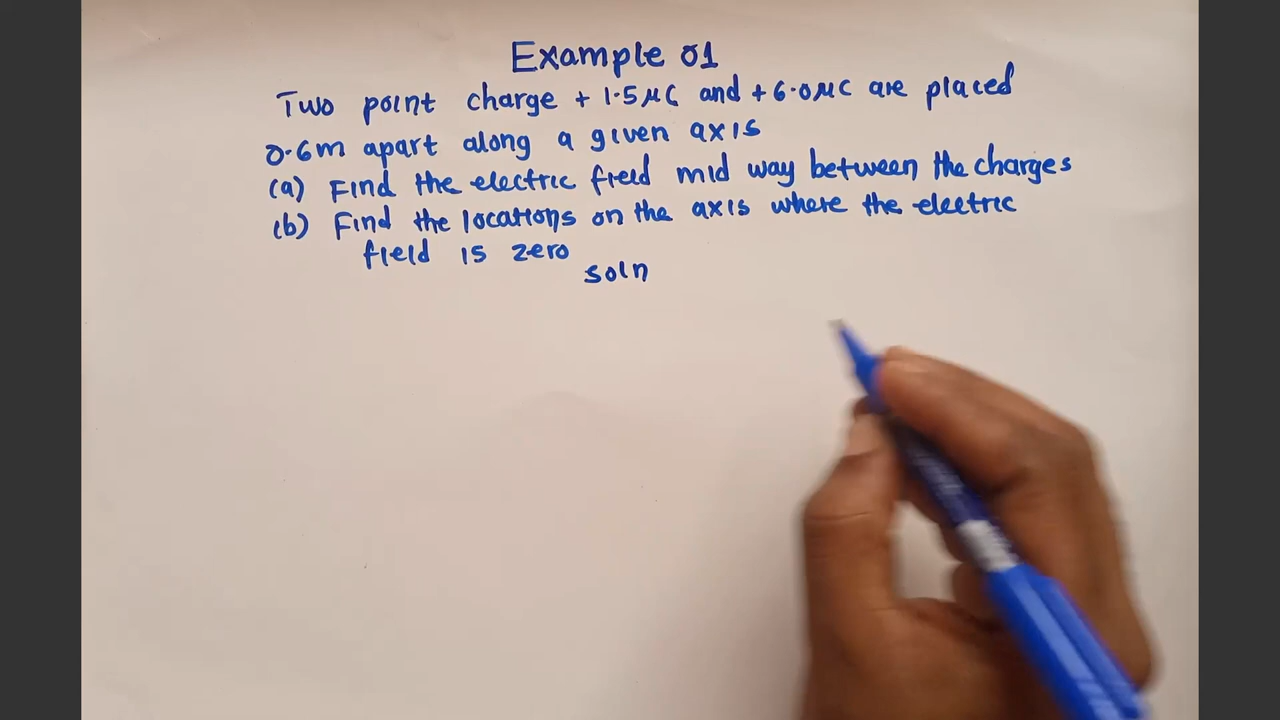 Example 01
Two point charge + 1.5μC and + 6.0μC are placed
0.6m apart along a given axis
(a) Find the electric field mid way between the charges
(b) Find the locations on the axis where the electric
field is zero
soln